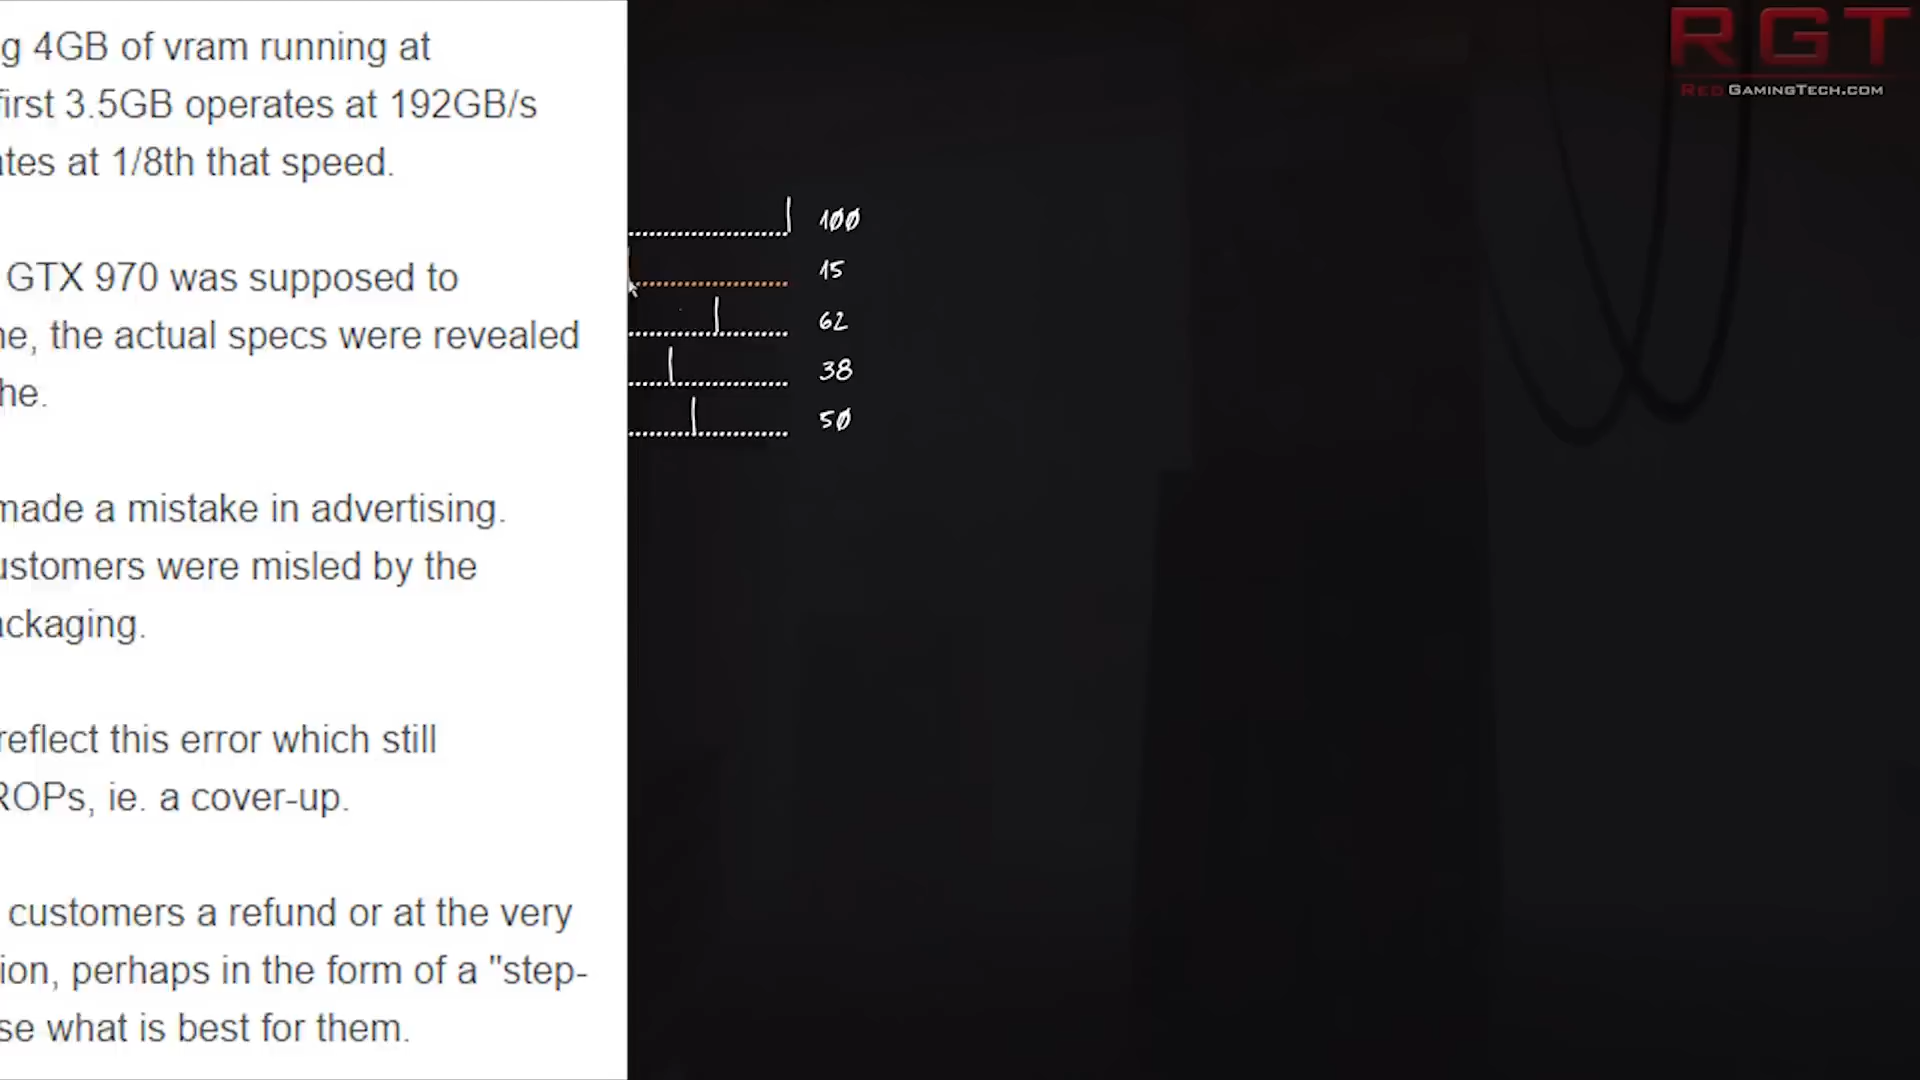 g 4GB of vram running at
first 3.5GB operates at 192GB/s
ates at 1/8th that speed.
GTX 970 was supposed to
ne, the actual specs were revealed
he.
made a mistake in advertising.
ustomers were misled by the
ackaging.
reflect this error which still
ROPs, ie. a cover-up.
customers a refund or at the very
ion, perhaps in the form of a "step-
se what is best for them.
100
15
62
38
50
RGT
RedGamingTech.com